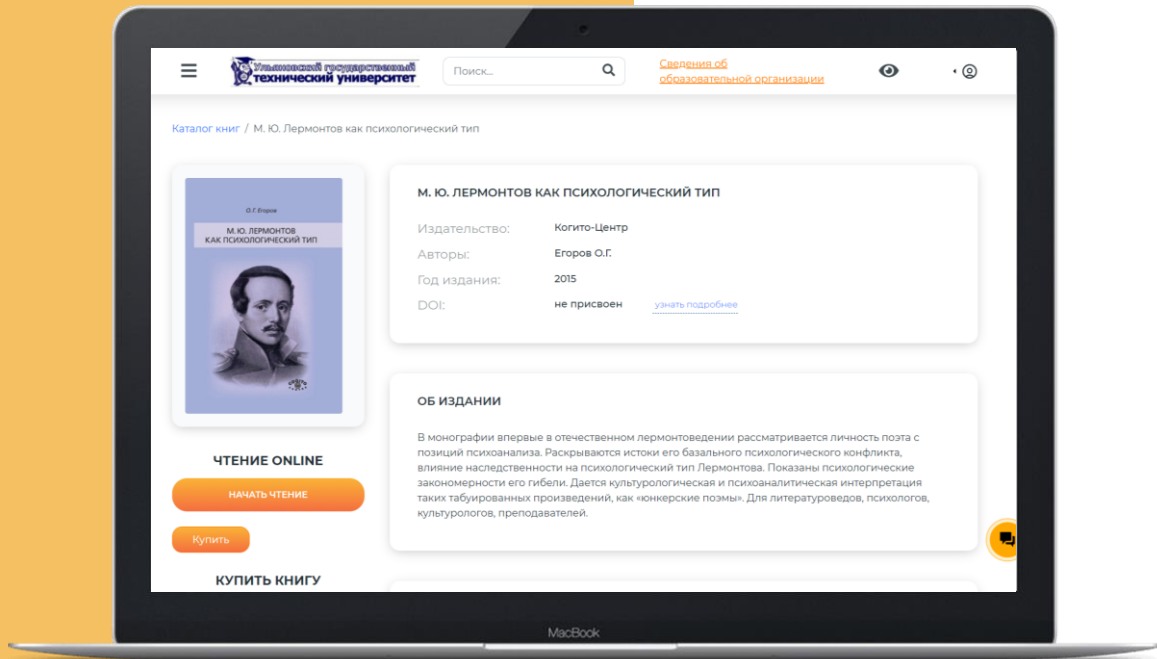 Ульяновский государственный
технический университет
Поиск...
Сведения об
образовательной организации
Каталог книг / М. Ю. Лермонтов как психологический тип
О.Г. Егоров
М. Ю. ЛЕРМОНТОВ
КАК ПСИХОЛОГИЧЕСКИЙ ТИП
ЧТЕНИЕ ONLINE
НАЧАТЬ ЧТЕНИЕ
Купить
КУПИТЬ КНИГУ
М. Ю. ЛЕРМОНТОВ КАК ПСИХОЛОГИЧЕСКИЙ ТИП
Издательство: Когито-Центр
Авторы: Егоров О.Г.
Год издания: 2015
DOI: не присвоен узнать подробнее
ОБ ИЗДАНИИ
В монографии впервые в отечественном лермонтоведении рассматривается личность поэта с
позиций психоанализа. Раскрываются истоки его базального психологического конфликта,
влияние наследственности на психологический тип Лермонтова. Показаны психологические
закономерности его гибели. Дается культурологическая и психоаналитическая интерпретация
таких табуированных произведений, как «юнкерские поэмы». Для литературоведов, психологов,
культурологов, преподавателей.
MacBook